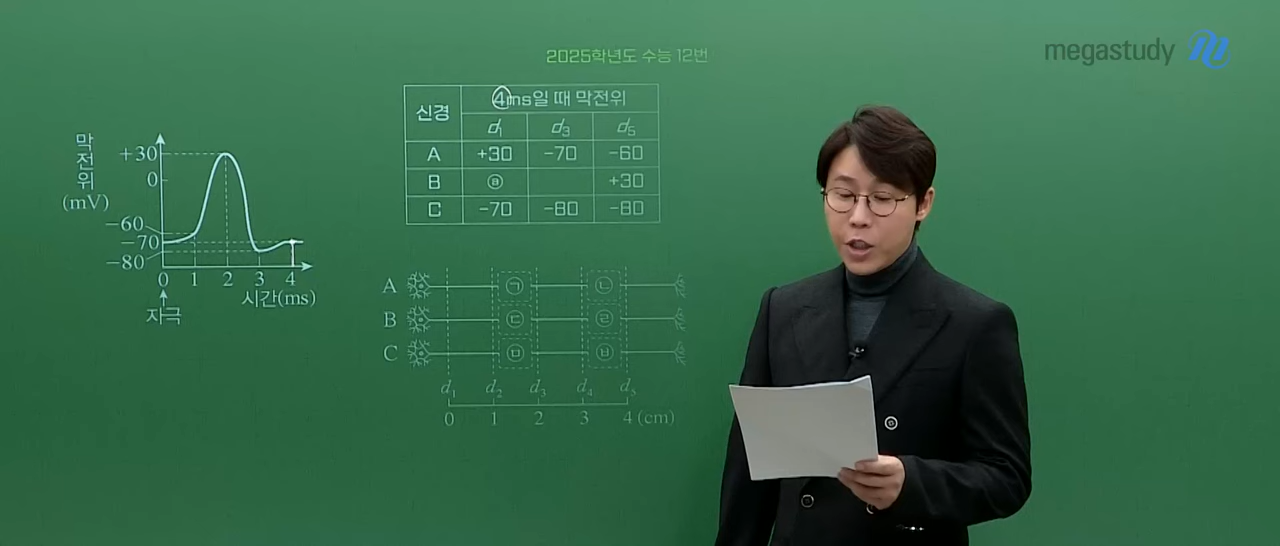 megastudy
2025학년도 수능 12번
신경 4ms일 때 막전위
d₁ d₃ d₅
A +30 -70 -60
B ⓐ +30
C -70 -80 -80
막전위
(mV)
+30
0
-60
-70
-80
0 1 2 3 4
자극
시간(ms)
A ㉠ ㉡
B ㉢ ㉣
C ㉤ ㉥
d₁ d₂ d₃ d₄ d₅
0 1 2 3 4 (cm)